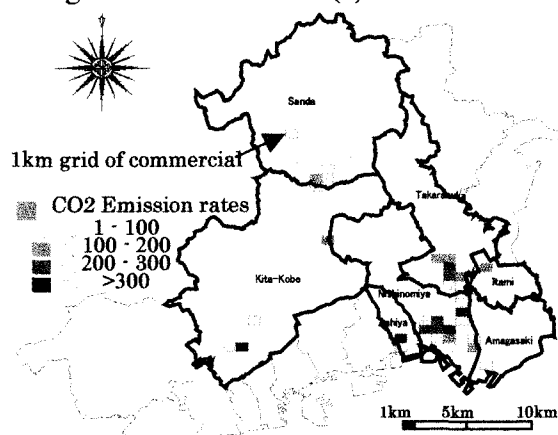 Sanda
1km grid of commercial
CO2 Emission rates
1 - 100
100 - 200
200 - 300
>300
Kita-Kobe
Nishinomiya
Itami
Ashiya
Amagasaki
1km 5km 10km